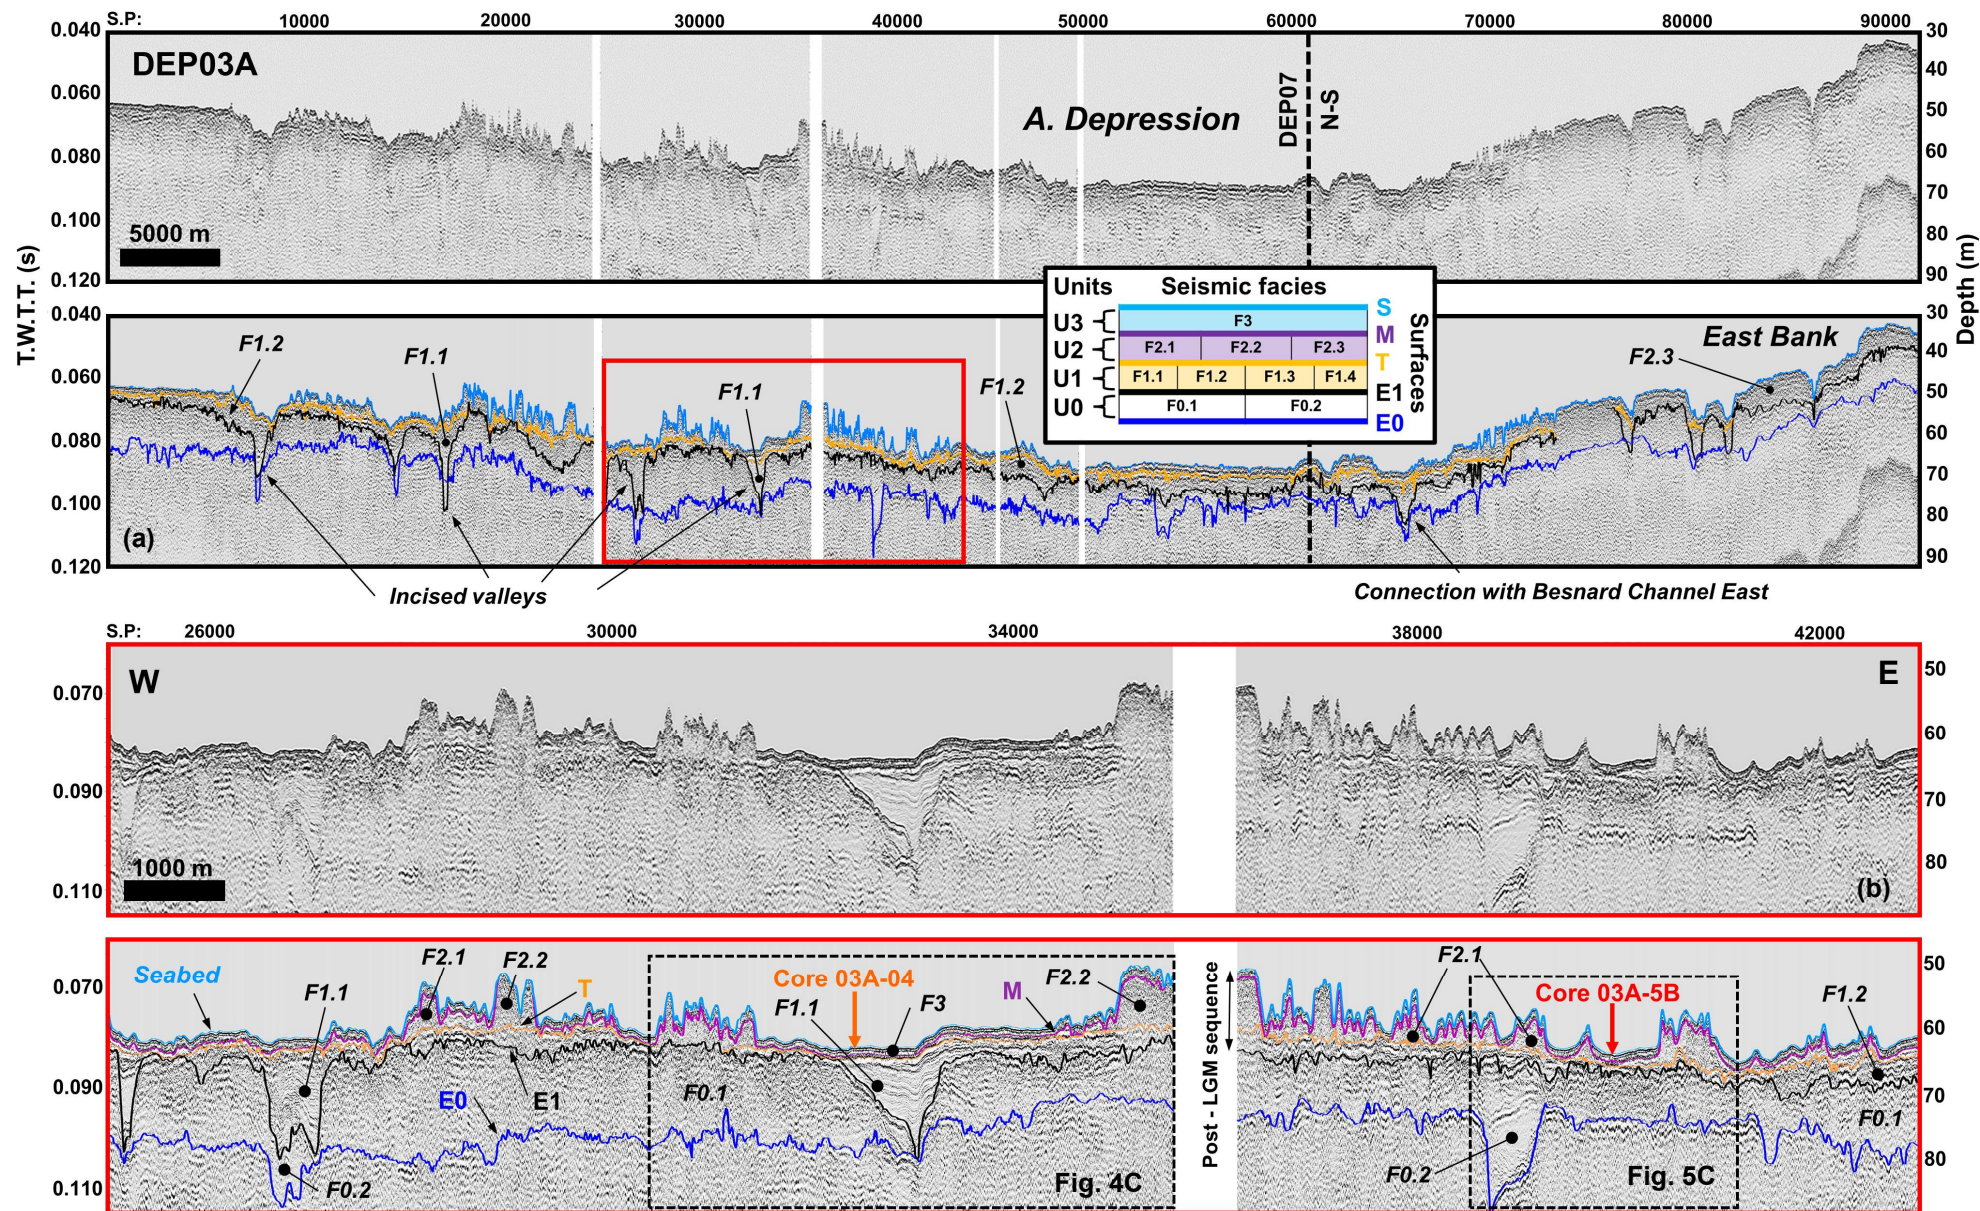 S.P: 10000 20000 30000 40000 50000 60000 70000 80000 90000
0.040 30
DEP03A
40
0.060
50
A. Depression
DEP07
N-S
0.080 60
70
0.100
5000 m
80
90
0.120
T.W.T.T. (s)
Depth (m)
Units Seismic facies
S
U3 F3
M
U2 F2.1 F2.2 F2.3
T
U1 F1.1 F1.2 F1.3 F1.4
E1
U0 F0.1 F0.2
E0
Surfaces
0.040 30
F1.2 F1.1
East Bank
F2.3
40
0.060
F1.1 F1.2
50
0.080 60
70
0.100
80
(a)
90
0.120
Incised valleys
Connection with Besnard Channel East
S.P: 26000 30000 34000 38000 42000
W E
50
0.070
60
0.090
70
1000 m
80
0.110
(b)
Seabed F2.1 F2.2 T F1.1
Core 03A-04
F1.1 F3 M F2.2
Post - LGM sequence
F2.1
Core 03A-5B
F1.2
50
0.070
60
0.090
70
E0 E1 F0.1
F0.1
80
0.110
F0.2
Fig. 4C
F0.2
Fig. 5C